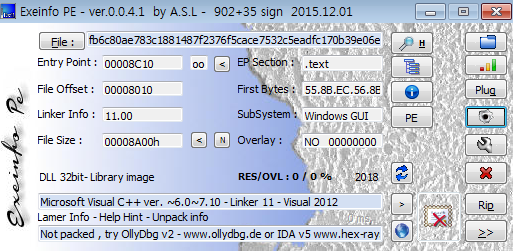 Exeinfo PE - ver.0.0.4.1 by A.S.L - 902+35 sign 2015.12.01
File : fb6c80ae783c1881487f2376f5cace7532c5eadfc170b39e06e
H
Entry Point : 00008C10 oo < EP Section : .text
File Offset : 00008010 First Bytes : 55.8B.EC.56.8B
Plug
Linker Info : 11.00 SubSystem : Windows GUI
PE
File Size : 00008A00h < N Overlay : NO 00000000
DLL 32bit- Library image RES/OVL : 0 / 0 % 2018
Microsoft Visual C++ ver. ~6.0~7.10 - Linker 11 - Visual 2012
> Rip
Lamer Info - Help Hint - Unpack info
Not packed , try OllyDbg v2 - www.ollydbg.de or IDA v5 www.hex-ray
>>
Exeinfo Pe